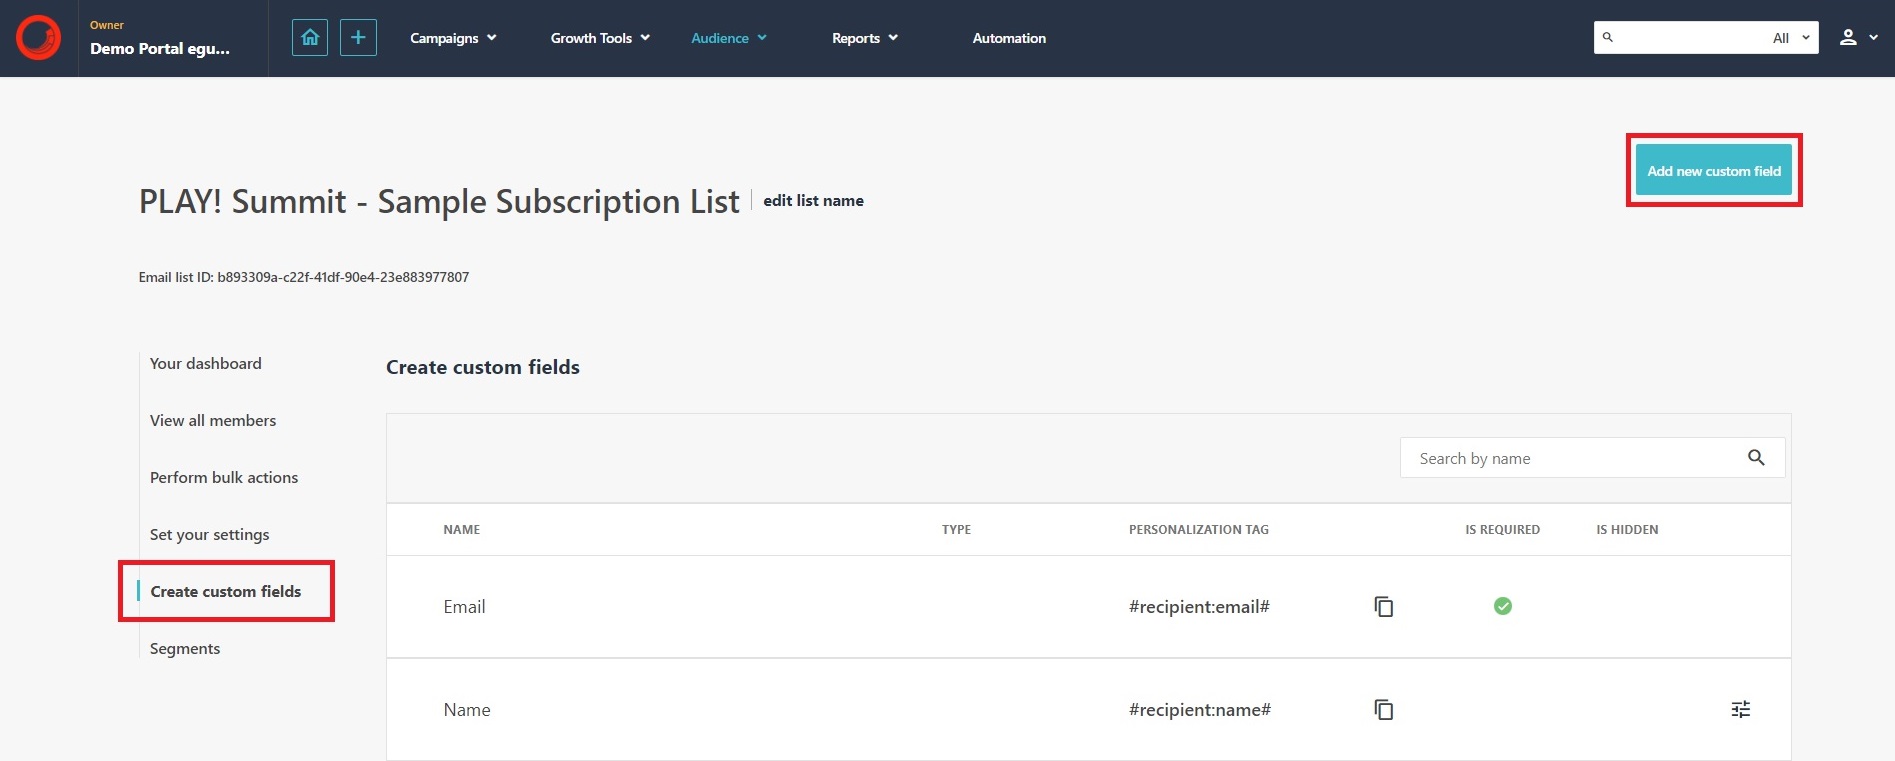 Owner
Demo Portal egu...
Campaigns
Growth Tools
Audience
Reports
Automation
All
Add new custom field
PLAY! Summit - Sample Subscription List
edit list name
Email list ID: b893309a-c22f-41df-90e4-23e883977807
Your dashboard
View all members
Perform bulk actions
Set your settings
Create custom fields
Segments
Create custom fields
Search by name
NAME TYPE PERSONALIZATION TAG IS REQUIRED IS HIDDEN
Email #recipient:email#
Name #recipient:name#